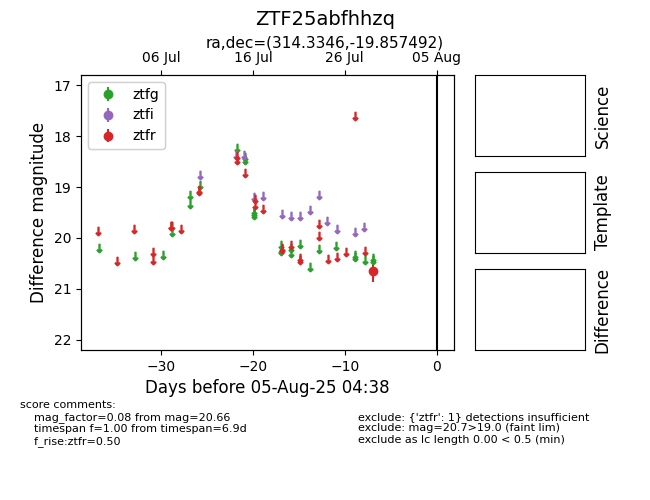 ZTF25abfhhzq
ra,dec=(314.3346,-19.857492)
06 Jul 16 Jul 26 Jul 05 Aug
ztfg
ztfi
ztfr
17
18
19
20
21
22
Difference magnitude
−30 −20 −10 0
Days before 05-Aug-25 04:38
Science
Template
Difference
score comments:
mag_factor=0.08 from mag=20.66
timespan f=1.00 from timespan=6.9d
f_rise:ztfr=0.50
exclude: {'ztfr': 1} detections insufficient
exclude: mag=20.7>19.0 (faint lim)
exclude as lc length 0.00 < 0.5 (min)